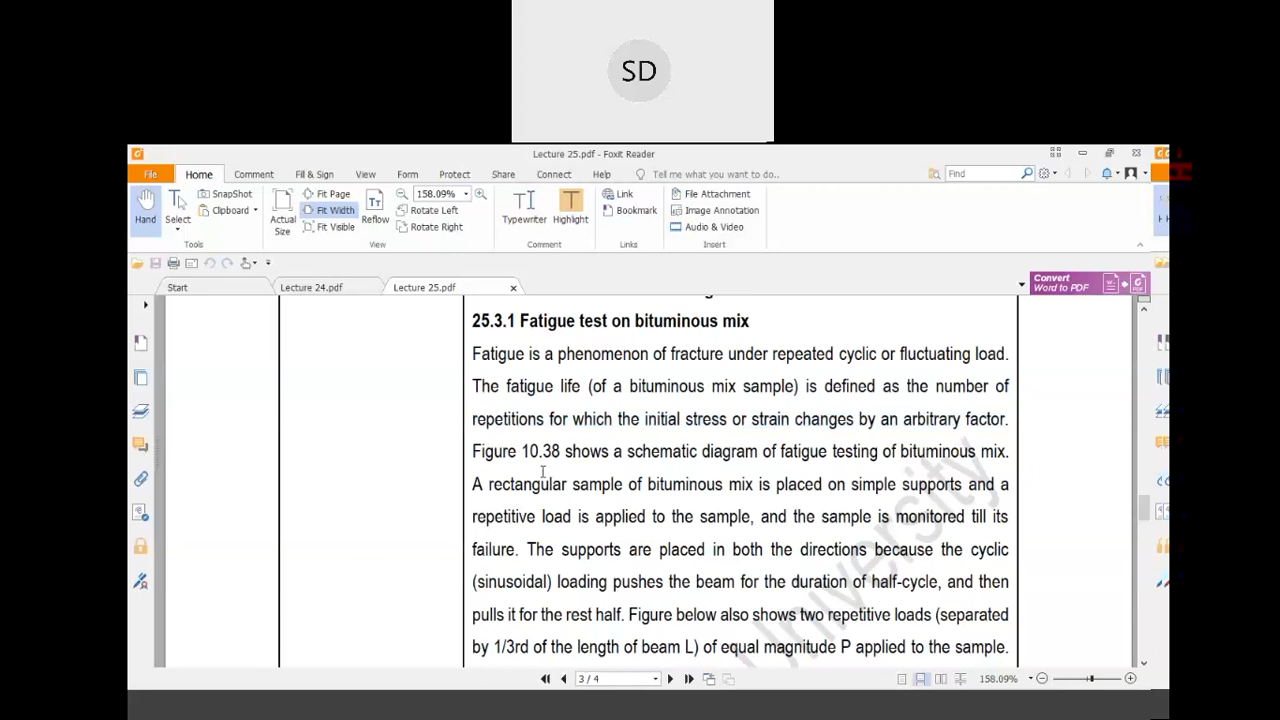 SD
Lecture 25.pdf - Foxit Reader
File Home Comment Fill & Sign View Form Protect Share Connect Help Tell me what you want to do.. Find
SnapShot Fit Page 158.09% Link File Attachment
Clipboard Fit Width Rotate Left Bookmark Image Annotation
Hand Select Actual Size Reflow Fit Visible Rotate Right Typewriter Highlight Audio & Video
Tools View Comment Links Insert
Start Lecture 24.pdf Lecture 25.pdf Convert Word to PDF
25.3.1 Fatigue test on bituminous mix
Fatigue is a phenomenon of fracture under repeated cyclic or fluctuating load.
The fatigue life (of a bituminous mix sample) is defined as the number of
repetitions for which the initial stress or strain changes by an arbitrary factor.
Figure 10.38 shows a schematic diagram of fatigue testing of bituminous mix.
A rectangular sample of bituminous mix is placed on simple supports and a
repetitive load is applied to the sample, and the sample is monitored till its
failure. The supports are placed in both the directions because the cyclic
(sinusoidal) loading pushes the beam for the duration of half-cycle, and then
pulls it for the rest half. Figure below also shows two repetitive loads (separated
by 1/3rd of the length of beam L) of equal magnitude P applied to the sample.
University
3 / 4 158.09%